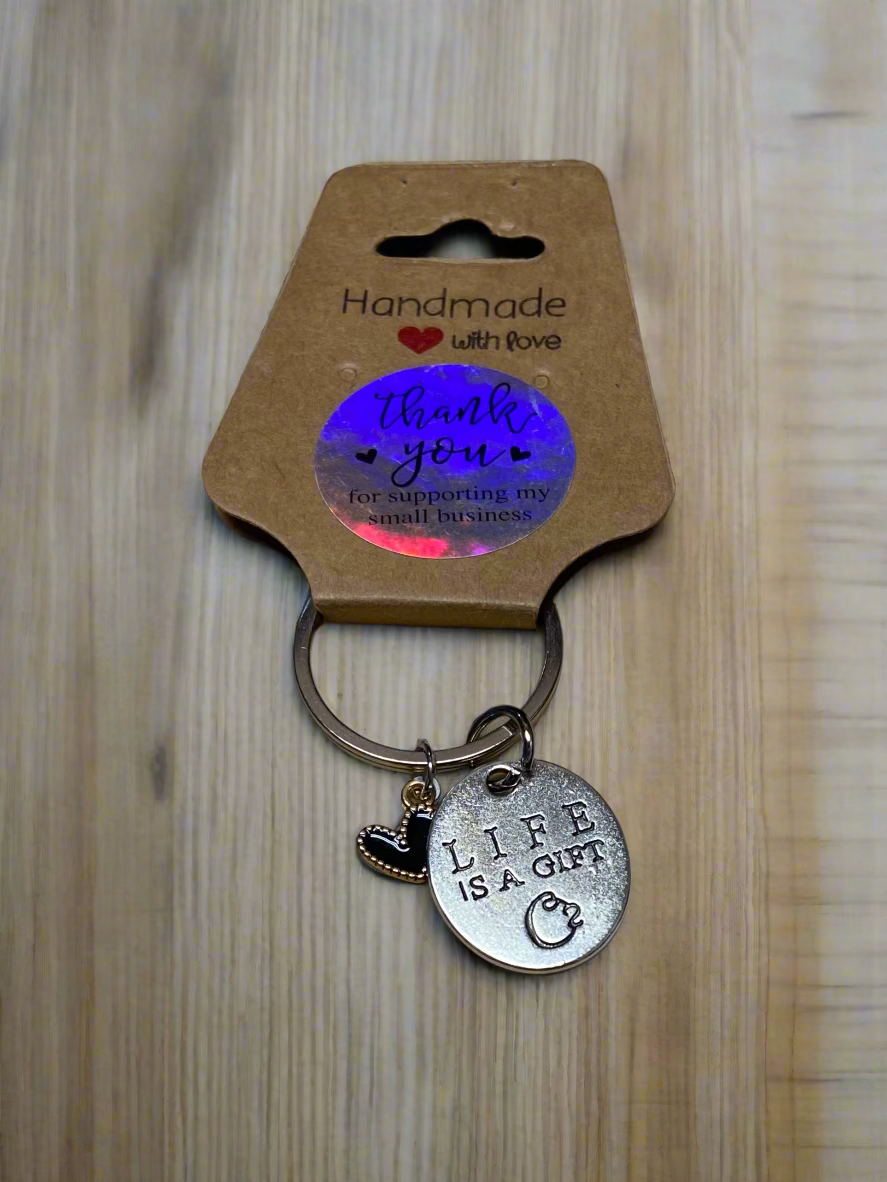 Handmade
with love
thank
you
for supporting my
small business
LIFE
IS A GIFT